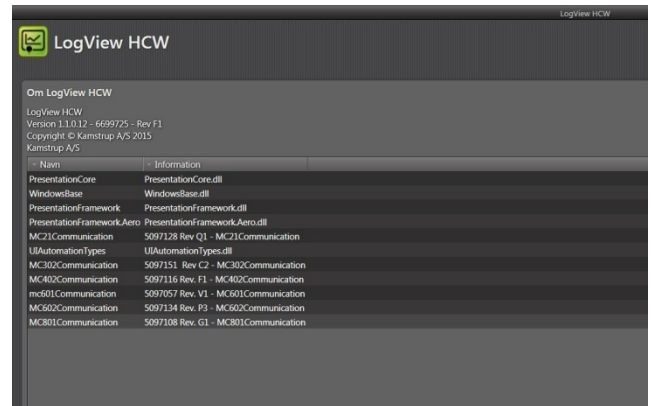 LogView HCW
LogView HCW
Om LogView HCW
LogView HCW
Version 1.1.0.12 - 6699725 - Rev F1
Copyright © Kamstrup A/S 2015
Kamstrup A/S
Navn Information
PresentationCore PresentationCore.dll
WindowsBase WindowsBase.dll
PresentationFramework PresentationFramework.dll
PresentationFramework.Aero PresentationFramework.Aero.dll
MC21Communication 5097128 Rev Q1 - MC21Communication
UIAutomationTypes UIAutomationTypes.dll
MC302Communication 5097151 Rev C2 - MC302Communication
MC402Communication 5097116 Rev. F1 - MC402Communication
mc601Communication 5097057 Rev. V1 - MC601Communication
MC602Communication 5097134 Rev. P3 - MC602Communication
MC801Communication 5097108 Rev. G1 - MC801Communication